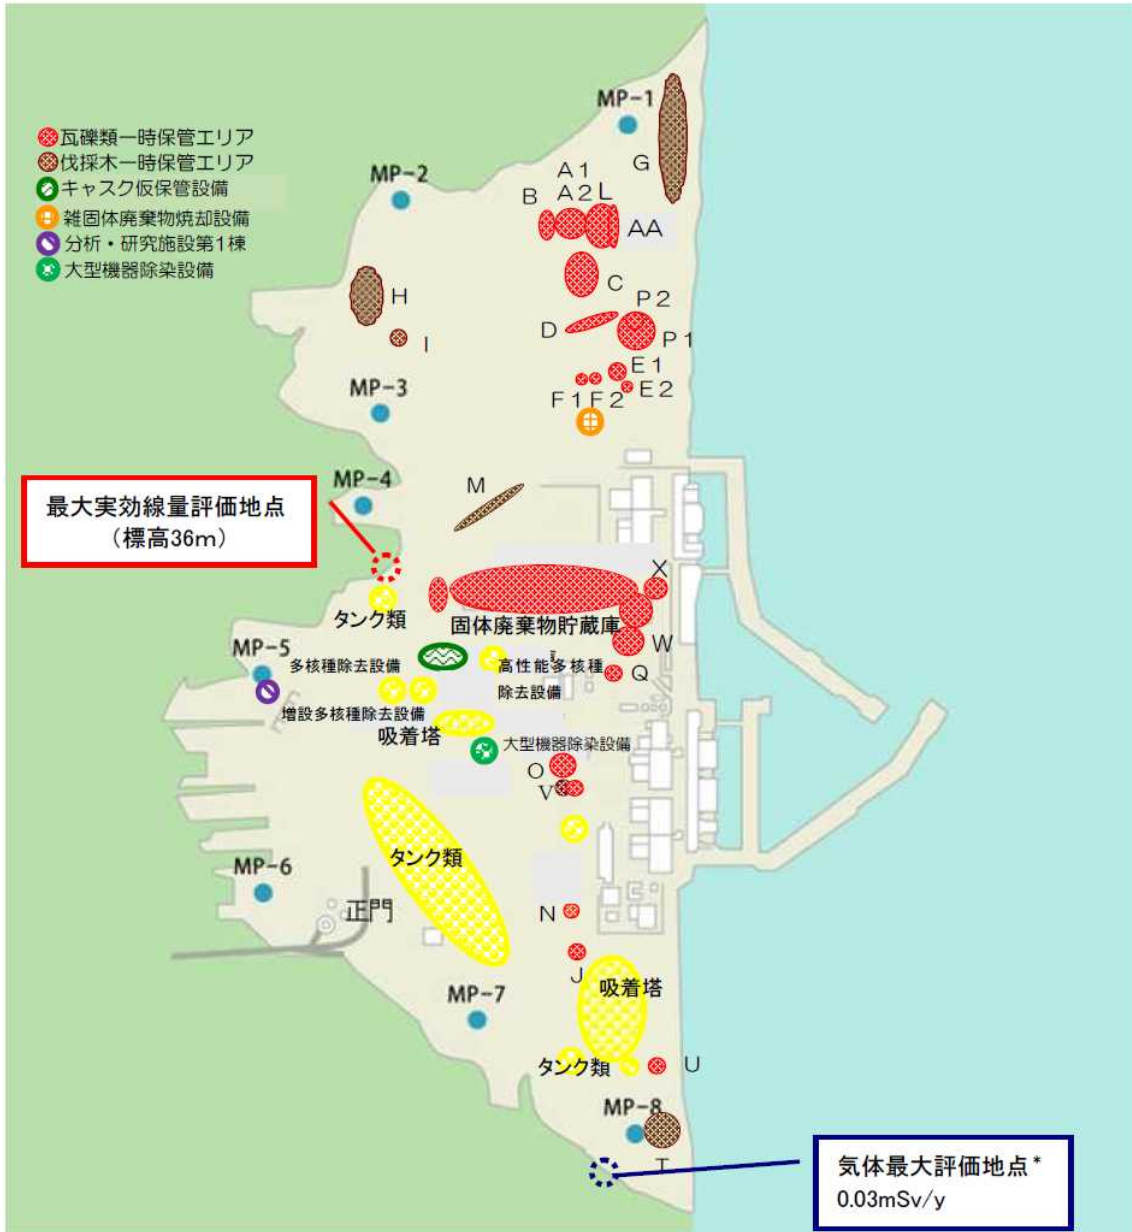 MP-1
瓦礫類一時保管エリア
伐採木一時保管エリア
キャスク仮保管設備
雑固体廃棄物焼却設備
分析・研究施設第1棟
大型機器除染設備
MP-2
G
A1
B
A2
L
AA
C
H
P2
I
D
P1
MP-3
E1
E2
F1
F2
MP-4
M
最大実効線量評価地点
(標高36m)
X
タンク類
固体廃棄物貯蔵庫
W
MP-5
多核種除去設備
高性能多核種
除去設備
Q
増設多核種除去設備
吸着塔
大型機器除染設備
O
V
タンク類
MP-6
正門
N
J
MP-7
吸着塔
タンク類
U
MP-8
T
気体最大評価地点*
0.03mSv/y